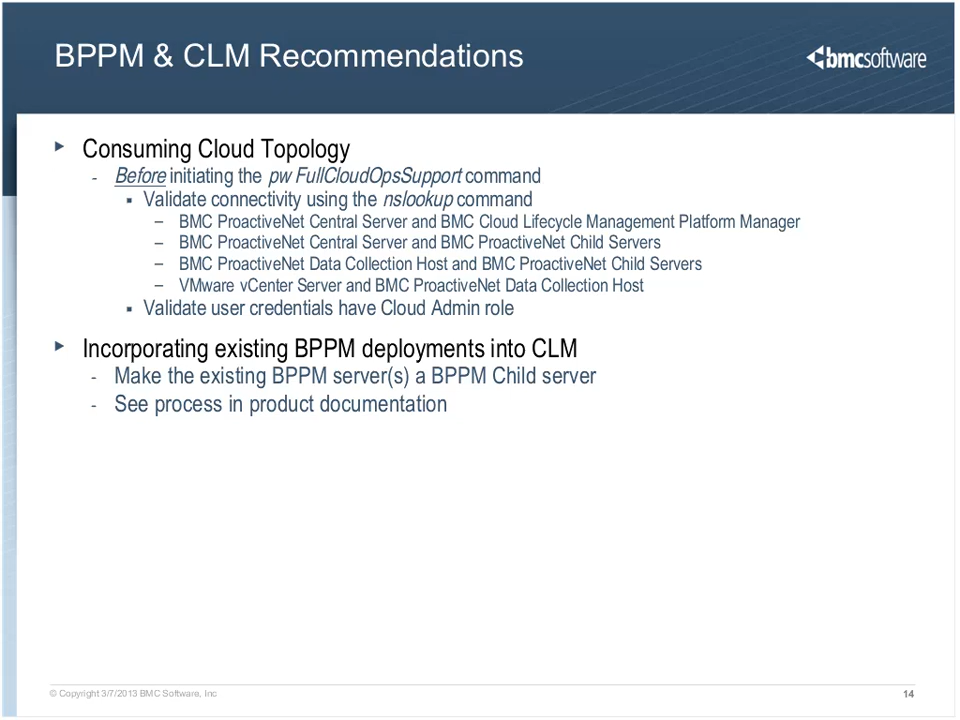 BPPM & CLM Recommendations
bmcsoftware
Consuming Cloud Topology
- Before initiating the pw FullCloudOpsSupport command
▪ Validate connectivity using the nslookup command
– BMC ProactiveNet Central Server and BMC Cloud Lifecycle Management Platform Manager
– BMC ProactiveNet Central Server and BMC ProactiveNet Child Servers
– BMC ProactiveNet Data Collection Host and BMC ProactiveNet Child Servers
– VMware vCenter Server and BMC ProactiveNet Data Collection Host
▪ Validate user credentials have Cloud Admin role
Incorporating existing BPPM deployments into CLM
- Make the existing BPPM server(s) a BPPM Child server
- See process in product documentation
© Copyright 3/7/2013 BMC Software, Inc
14